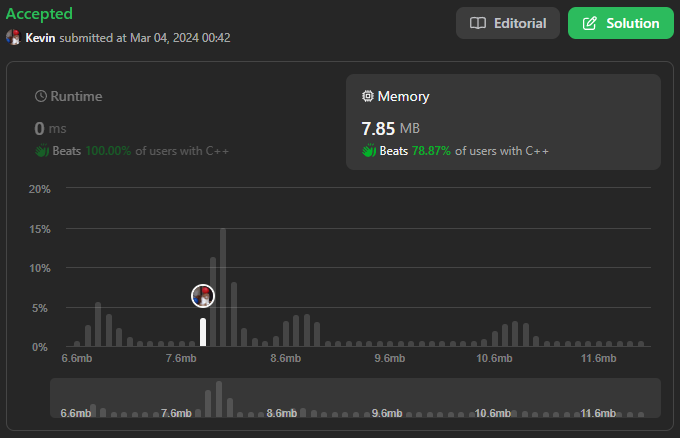 Accepted
Kevin submitted at Mar 04, 2024 00:42
Editorial
Solution
Runtime
0 ms
Beats 100.00% of users with C++
Memory
7.85 MB
Beats 78.87% of users with C++
20%
15%
10%
5%
0%
6.6mb 7.6mb 8.6mb 9.6mb 10.6mb 11.6mb
6.6mb 7.6mb 8.6mb 9.6mb 10.6mb 11.6mb